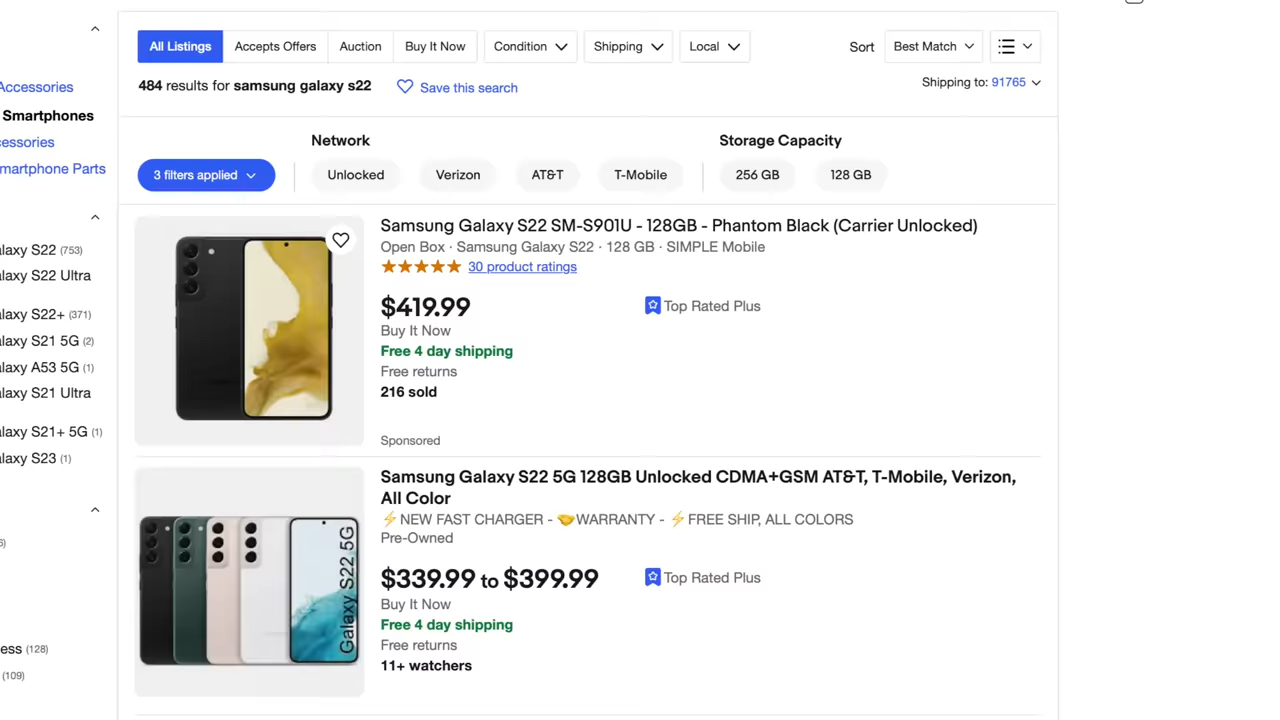 All Listings
Accepts Offers
Auction
Buy It Now
Condition
Shipping
Local
Sort
Best Match
484 results for samsung galaxy s22
Save this search
Shipping to: 91765
Accessories
Smartphones
cessories
martphone Parts
Network
Storage Capacity
3 filters applied
Unlocked
Verizon
AT&T
T-Mobile
256 GB
128 GB
alaxy S22 (753)
alaxy S22 Ultra
alaxy S22+ (371)
alaxy S21 5G (2)
alaxy A53 5G (1)
alaxy S21 Ultra
alaxy S21+ 5G (1)
alaxy S23 (1)
ess (128)
(109)
Samsung Galaxy S22 SM-S901U - 128GB - Phantom Black (Carrier Unlocked)
Open Box · Samsung Galaxy S22 · 128 GB · SIMPLE Mobile
30 product ratings
$419.99
Top Rated Plus
Buy It Now
Free 4 day shipping
Free returns
216 sold
Sponsored
Samsung Galaxy S22 5G 128GB Unlocked CDMA+GSM AT&T, T-Mobile, Verizon,
All Color
⚡NEW FAST CHARGER - 🤝WARRANTY - ⚡FREE SHIP, ALL COLORS
Pre-Owned
$339.99 to $399.99
Top Rated Plus
Buy It Now
Free 4 day shipping
Free returns
11+ watchers
Galaxy S22 5G